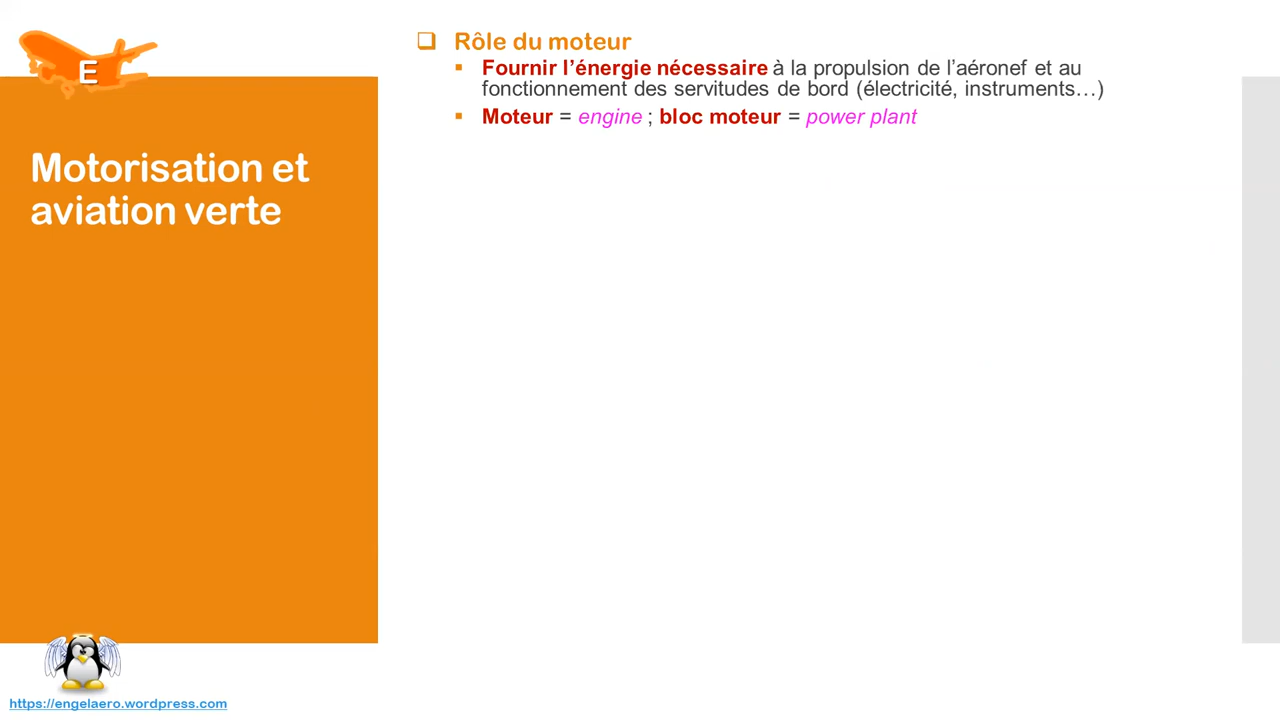 E
Motorisation et
aviation verte
Rôle du moteur
Fournir l’énergie nécessaire à la propulsion de l’aéronef et au
fonctionnement des servitudes de bord (électricité, instruments…)
Moteur = engine ; bloc moteur = power plant
https://engelaero.wordpress.com